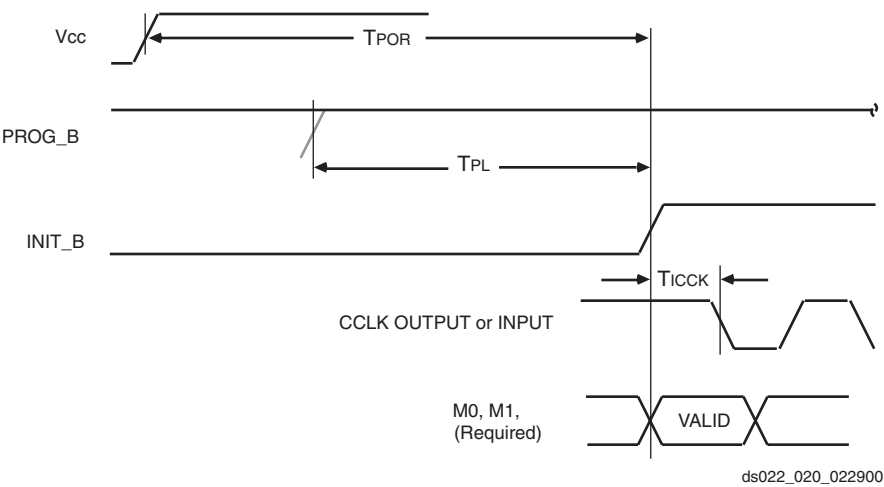 Vcc
TPOR
PROG_B
TPL
INIT_B
TICCK
CCLK OUTPUT or INPUT
M0, M1,
(Required)
VALID
ds022_020_022900